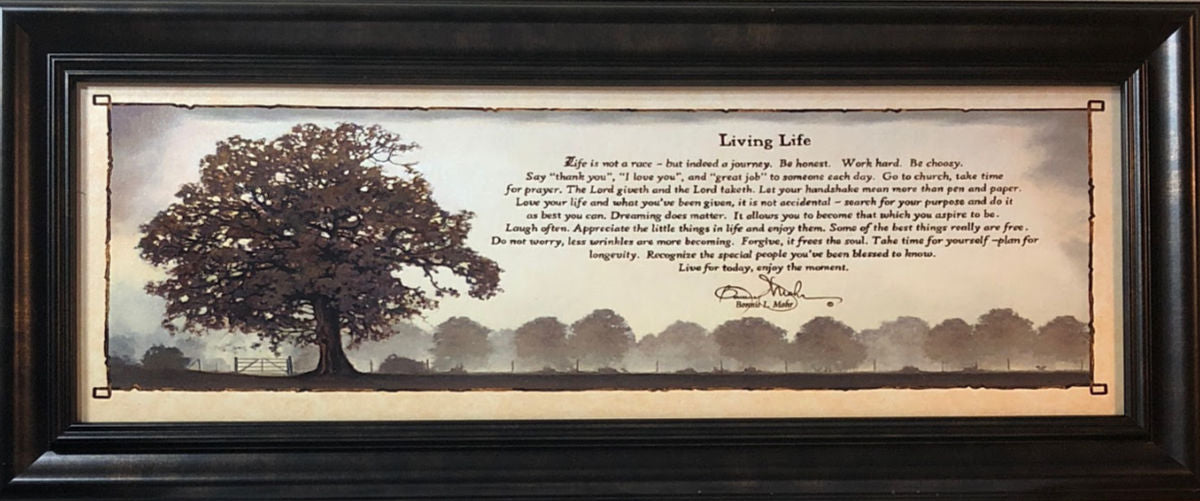 Living Life
Life is not a race – but indeed a journey. Be honest. Work hard. Be choosy.
Say "thank you", "I love you", and "great job" to someone each day. Go to church, take time
for prayer. The Lord giveth and the Lord taketh. Let your handshake mean more than pen and paper.
Love your life and what you've been given, it is not accidental – search for your purpose and do it
as best you can. Dreaming does matter. It allows you to become that which you aspire to be.
Laugh often. Appreciate the little things in life and enjoy them. Some of the best things really are free.
Do not worry, less wrinkles are more becoming. Forgive, it frees the soul. Take time for yourself –plan for
longevity. Recognize the special people you've been blessed to know.
Live for today, enjoy the moment.
Bonnie L. Mohr ©